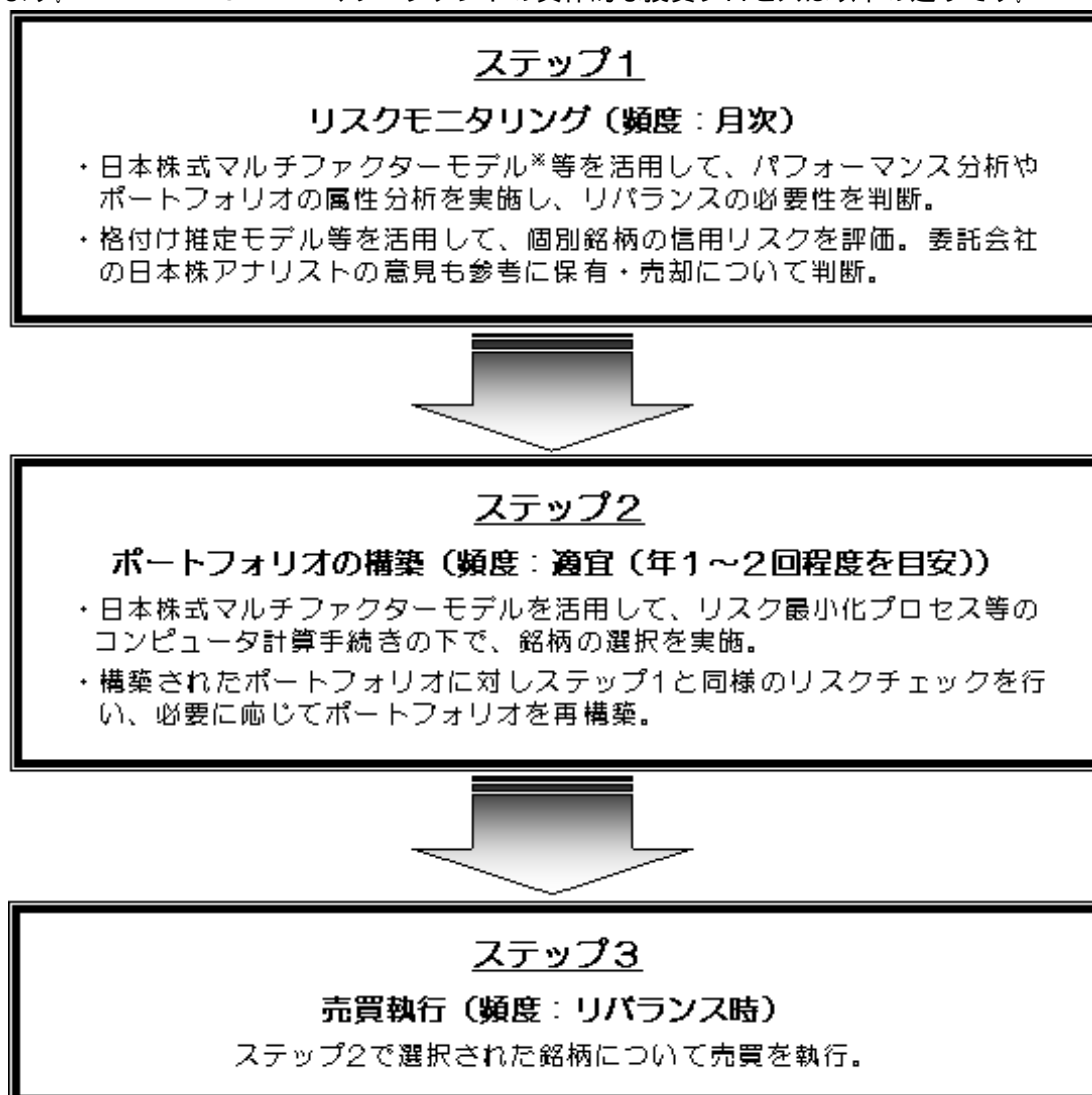 ステップ1
リスクモニタリング（頻度：月次）
・日本株式マルチファクターモデル※等を活用して、パフォーマンス分析や
ポートフォリオの属性分析を実施し、リバランスの必要性を判断。
・格付け推定モデル等を活用して、個別銘柄の信用リスクを評価。委託会社
の日本株アナリストの意見も参考に保有・売却について判断。
ステップ2
ポートフォリオの構築（頻度：適宜（年1～2回程度を目安））
・日本株式マルチファクターモデルを活用して、リスク最小化プロセス等の
コンピュータ計算手続きの下で、銘柄の選択を実施。
・構築されたポートフォリオに対しステップ1と同様のリスクチェックを行
い、必要に応じてポートフォリオを再構築。
ステップ3
売買執行（頻度：リバランス時）
ステップ2で選択された銘柄について売買を執行。